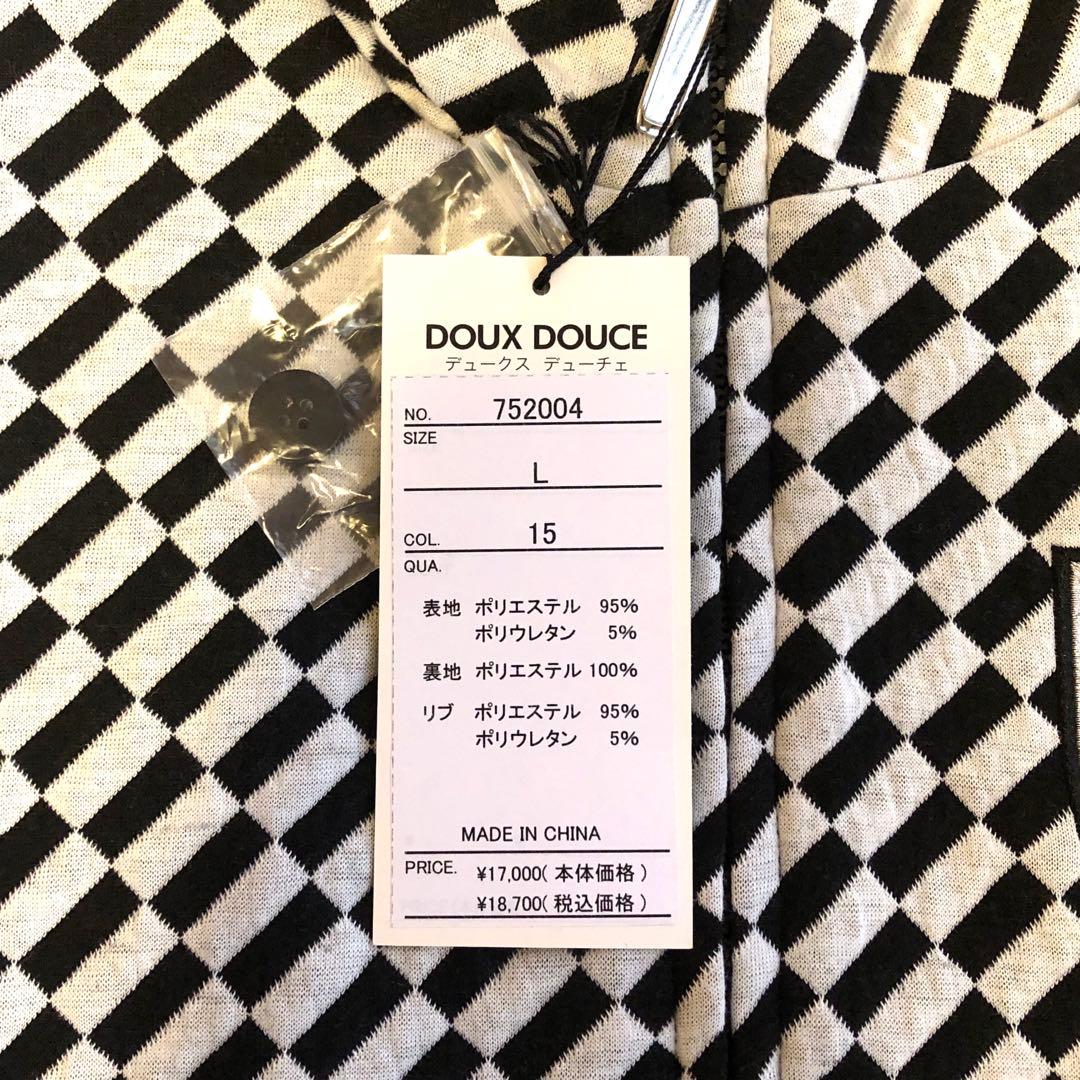 DOUX DOUCE
デュークス デューチェ
NO. 752004
SIZE
L
COL. 15
QUA.
表地 ポリエステル 95%
ポリウレタン 5%
裏地 ポリエステル 100%
リブ ポリエステル 95%
ポリウレタン 5%
MADE IN CHINA
PRICE. ¥17,000(本体価格)
¥18,700(税込価格)